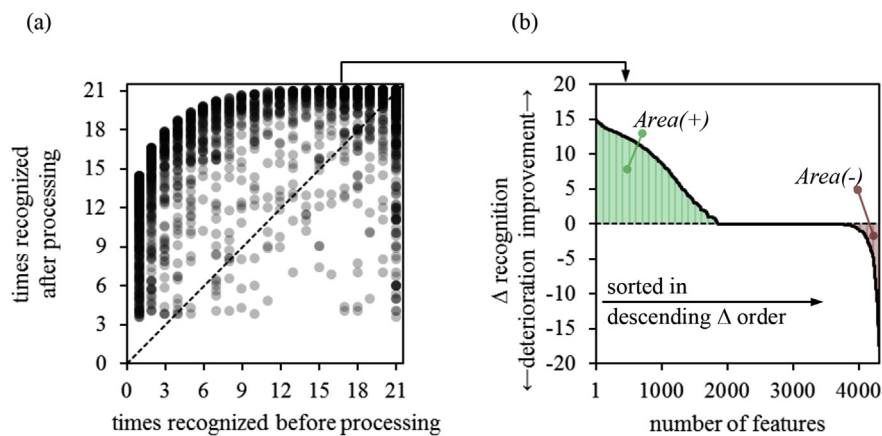 (a)
(b)
times recognized
after processing
21
18
15
12
9
6
3
0
0 3 6 9 12 15 18 21
times recognized before processing
Δ recognition
←deterioration improvement→
20
15
10
5
0
-5
-10
-15
-20
Area(+)
Area(-)
sorted in
descending Δ order
1 1000 2000 3000 4000
number of features